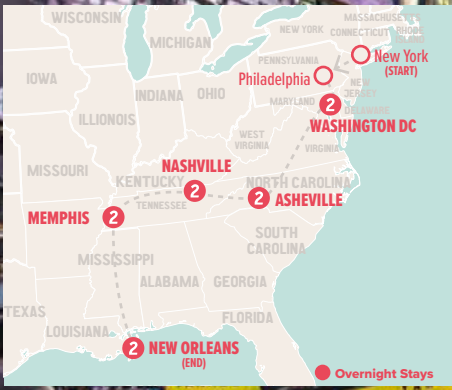 WISCONSIN
MICHIGAN
NEW YORK
MASSACHUSETTS
CONNECTICUT
RHODE
ISLAND
New York
(START)
PENNSYLVANIA
Philadelphia
NEW
JERSEY
IOWA
INDIANA
OHIO
MARYLAND
2
DELAWARE
WASHINGTON DC
ILLINOIS
WEST
VIRGINIA
VIRGINIA
MISSOURI
NASHVILLE
KENTUCKY
2
NORTH CAROLINA
2
ASHEVILLE
TENNESSEE
MEMPHIS
2
SOUTH
CAROLINA
MISSISSIPPI
ALABAMA
GEORGIA
TEXAS
FLORIDA
LOUISIANA
2
NEW ORLEANS
(END)
Overnight Stays